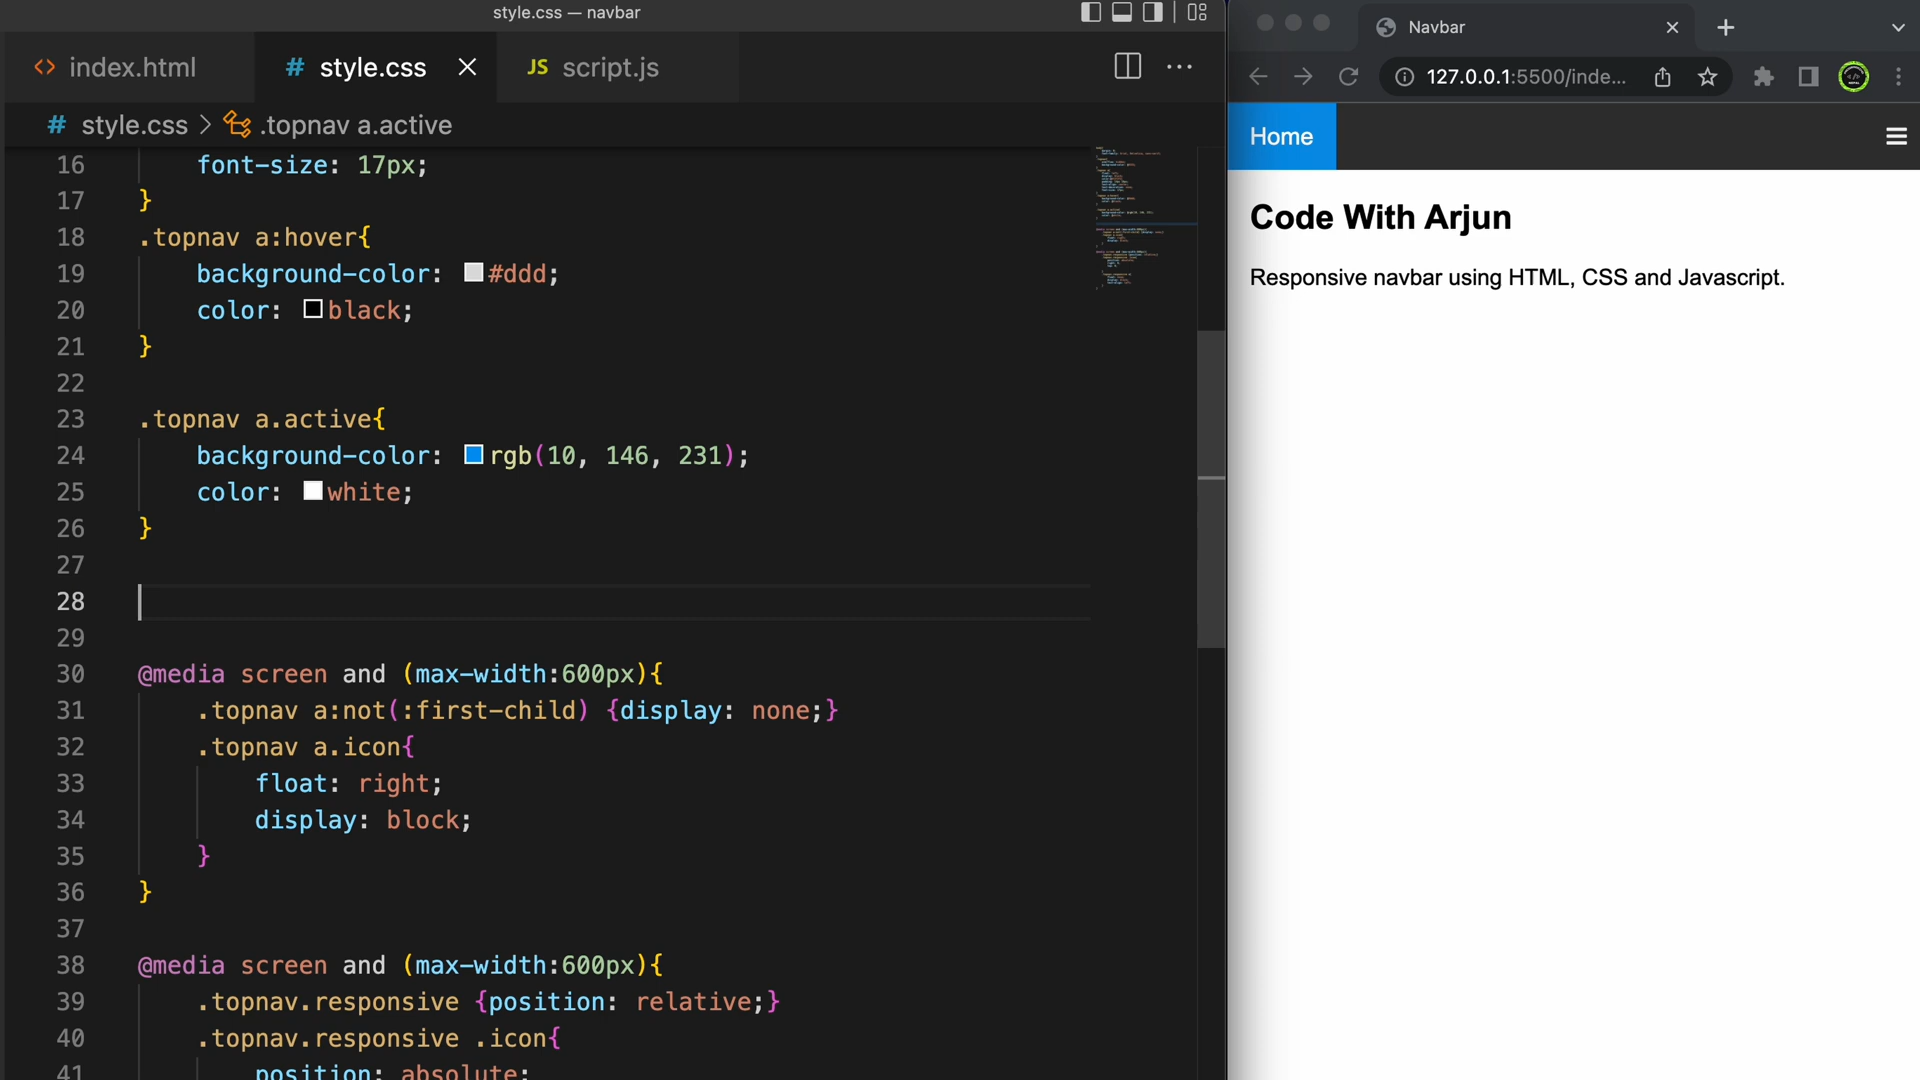 style.css — navbar
index.html
# style.css
JS script.js
# style.css > .topnav a.active
16 font-size: 17px;
17 }
18 .topnav a:hover{
19 background-color: #ddd;
20 color: black;
21 }
22
23 .topnav a.active{
24 background-color: rgb(10, 146, 231);
25 color: white;
26 }
27
28
29
30 @media screen and (max-width:600px){
31 .topnav a:not(:first-child) {display: none;}
32 .topnav a.icon{
33 float: right;
34 display: block;
35 }
36 }
37
38 @media screen and (max-width:600px){
39 .topnav.responsive {position: relative;}
40 .topnav.responsive .icon{
41 position: absolute;
Navbar
127.0.0.1:5500/inde...
Home
Code With Arjun
Responsive navbar using HTML, CSS and Javascript.